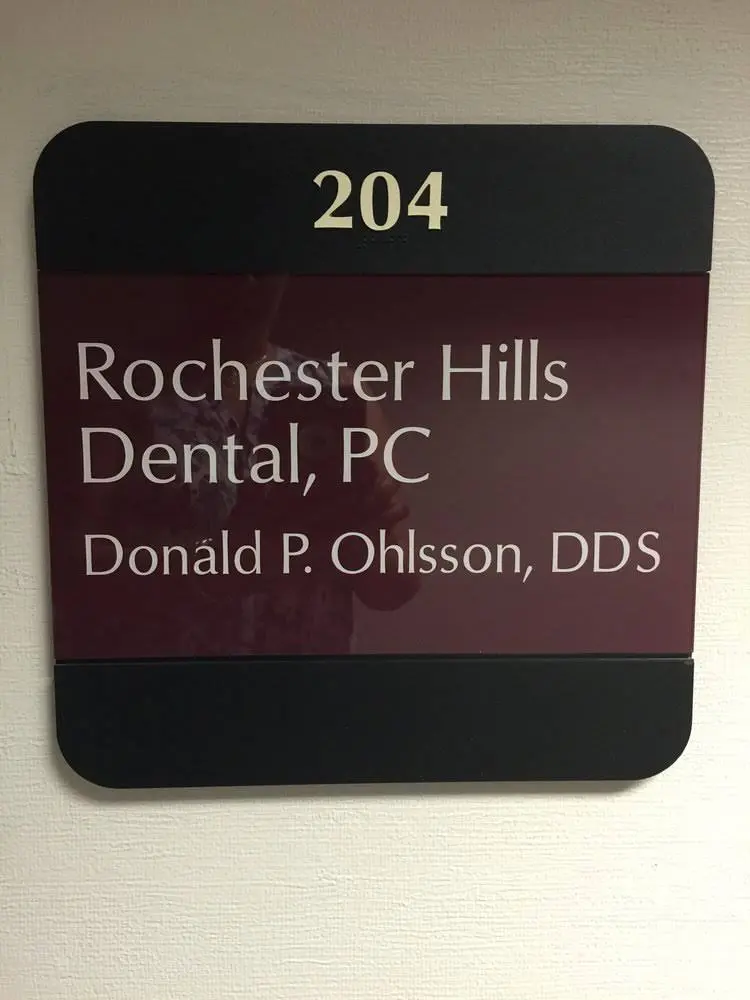 204
Rochester Hills
Dental, PC
Donald P. Ohlsson, DDS